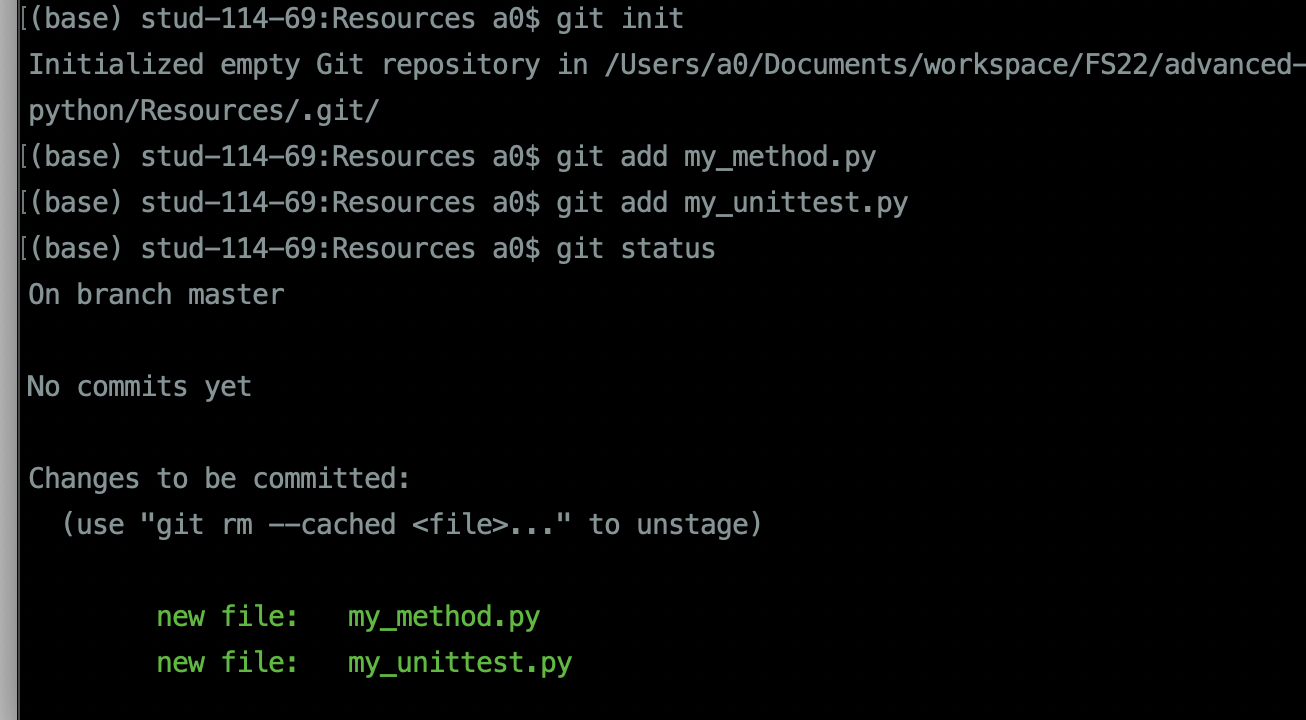 [(base) stud-114-69:Resources a0$ git init
Initialized empty Git repository in /Users/a0/Documents/workspace/FS22/advanced-
python/Resources/.git/
[(base) stud-114-69:Resources a0$ git add my_method.py
[(base) stud-114-69:Resources a0$ git add my_unittest.py
[(base) stud-114-69:Resources a0$ git status
On branch master
No commits yet
Changes to be committed:
  (use "git rm --cached <file>..." to unstage)
        new file:   my_method.py
        new file:   my_unittest.py